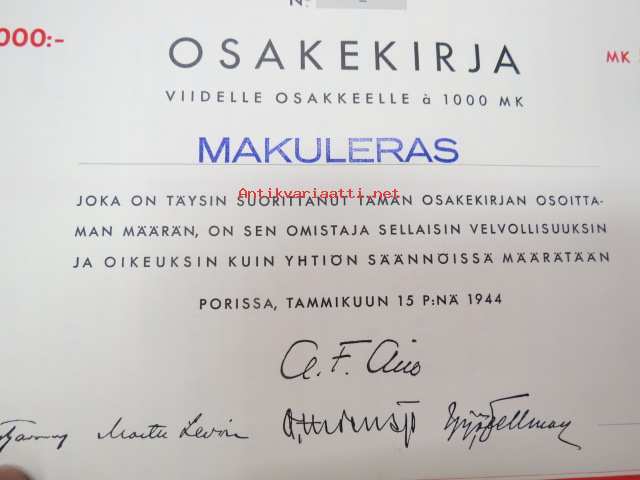 N:
000:-
OSAKEKIRJA
MK
VIIDELLE OSAKKEELLE à 1000 MK
MAKULERAS
Antikvariaatti.net
JOKA ON TÄYSIN SUORITTANUT TÄMÄN OSAKEKIRJAN OSOITTA-
MAN MÄÄRÄN, ON SEN OMISTAJA SELLAISIN VELVOLLISUUKSIN
JA OIKEUKSIN KUIN YHTIÖN SÄÄNNÖISSÄ MÄÄRÄTÄÄN
PORISSA, TAMMIKUUN 15 P:NÄ 1944
A. F. Airo
Levón
Fellman